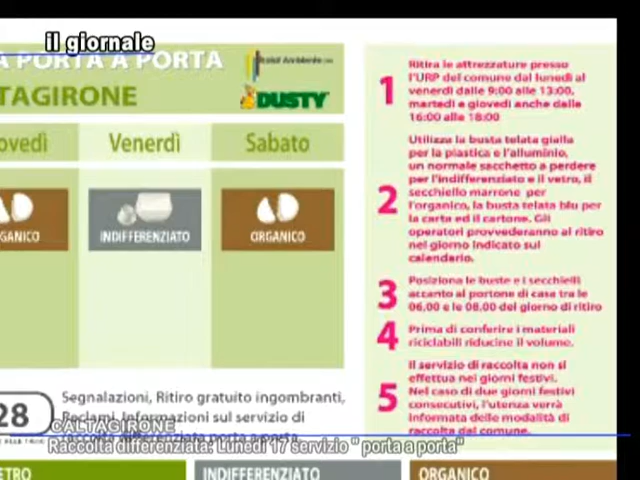 il giornale
A PORTA A PORTA
TAGIRONE
DUSTY
ovedì
Venerdì
Sabato
GANICO
INDIFFERENZIATO
ORGANICO
1
Ritira le attrezzature presso
l'URP del comune dal lunedì al
venerdì dalle 9:00 alle 13:00,
martedì e giovedì anche dalle
16:00 alle 18:00
2
Utilizza la busta telata gialla
per la plastica e l'alluminio,
un normale sacchetto a perdere
per l'indifferenziato e il vetro, il
secchiello marrone per
l'organico, la busta telata blu per
la carta ed il cartone. Gli
operatori provvederanno al ritiro
nel giorno indicato sul
calendario.
3
Posiziona le buste e i secchielli
accanto al portone di casa tra le
06.00 e le 08.00 del giorno di ritiro
4
Prima di conferire i materiali
riciclabili riducine il volume.
5
Il servizio di raccolta non si
effettua nei giorni festivi.
Nel caso di due giorni festivi
consecutivi, l'utenza verrà
informata delle modalità di
raccolta dal comune.
28
Segnalazioni, Ritiro gratuito ingombranti,
Reclami, Informazioni sul servizio di
raccolta differenziata porta a porta
CALTAGIRONE
Raccolta differenziata: Lunedì 17 servizio " porta a porta"
ETRO
INDIFFERENZIATO
ORGANICO